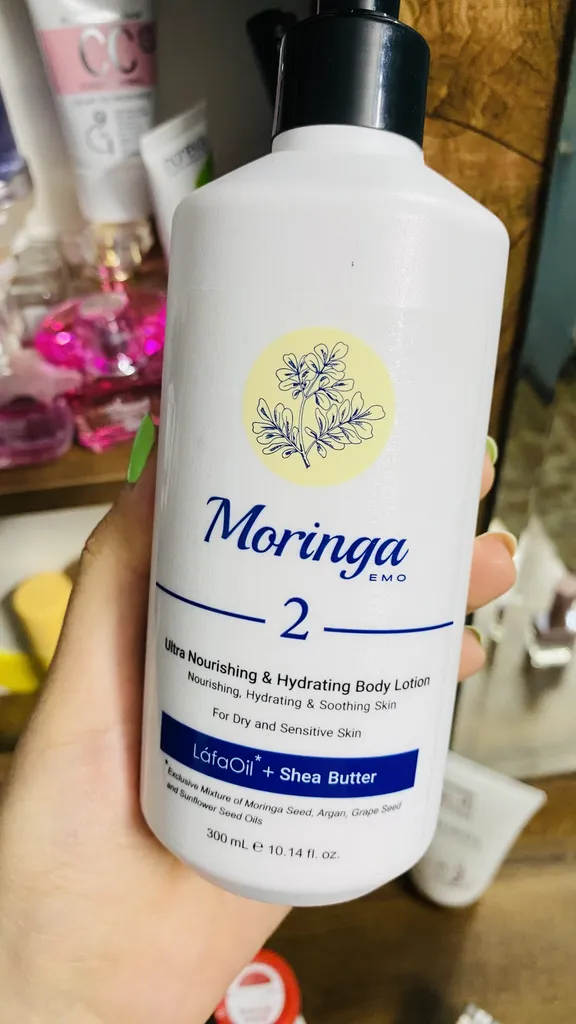 CC
Moringa
EMO
2
Ultra Nourishing & Hydrating Body Lotion
Nourishing, Hydrating & Soothing Skin
For Dry and Sensitive Skin
LáfaOil* + Shea Butter
*Exclusive Mixture of Moringa Seed, Argan, Grape Seed
and Sunflower Seed Oils
300 mL ℮ 10.14 fl. oz.